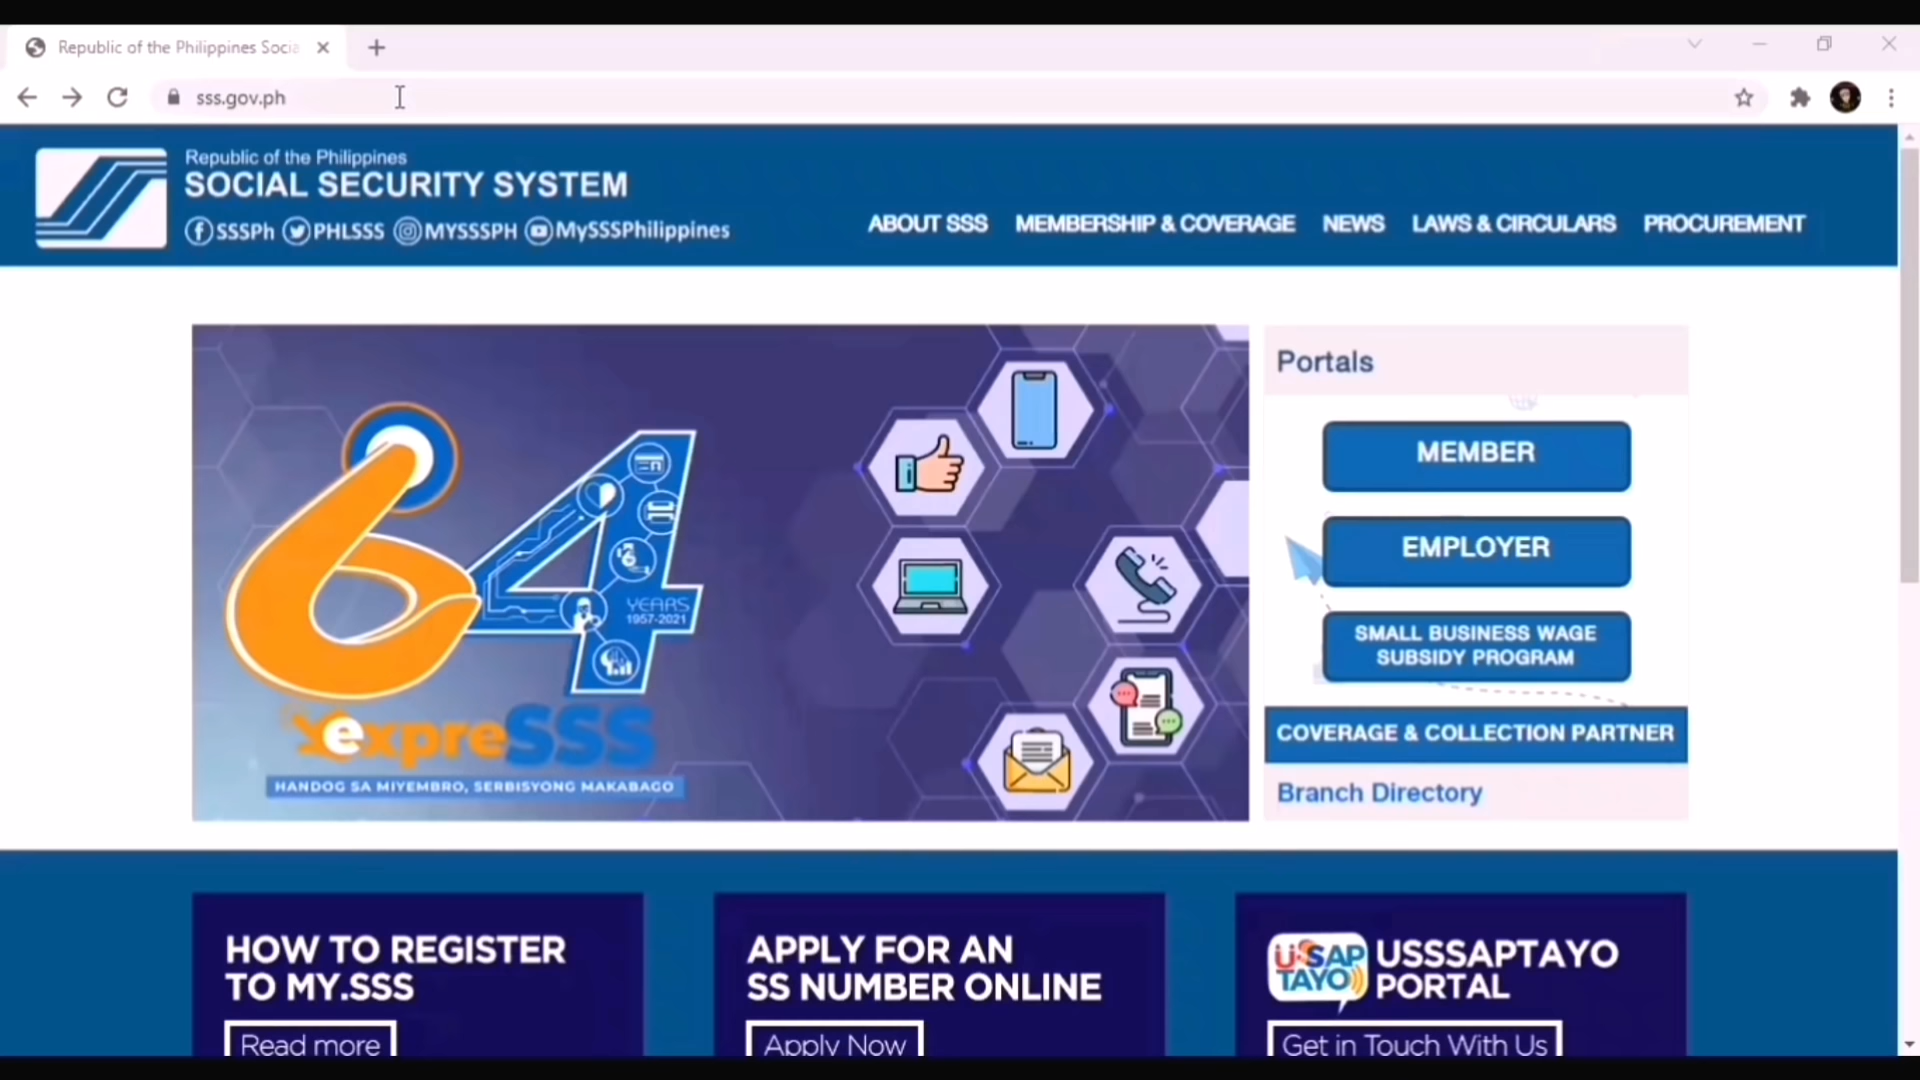 Republic of the Philippines Socia
sss.gov.ph
Republic of the Philippines
SOCIAL SECURITY SYSTEM
SSSPh PHLSSS MYSSSPH MySSSPhilippines
ABOUT SSS MEMBERSHIP & COVERAGE NEWS LAWS & CIRCULARS PROCUREMENT
64
YEARS
1957-2021
expreSSS
HANDOG SA MIYEMBRO, SERBISYONG MAKABAGO
Portals
MEMBER
EMPLOYER
SMALL BUSINESS WAGE
SUBSIDY PROGRAM
COVERAGE & COLLECTION PARTNER
Branch Directory
HOW TO REGISTER
TO MY.SSS
Read more
APPLY FOR AN
SS NUMBER ONLINE
Apply Now
USSAP
TAYO
USSSAPTAYO
PORTAL
Get in Touch With Us